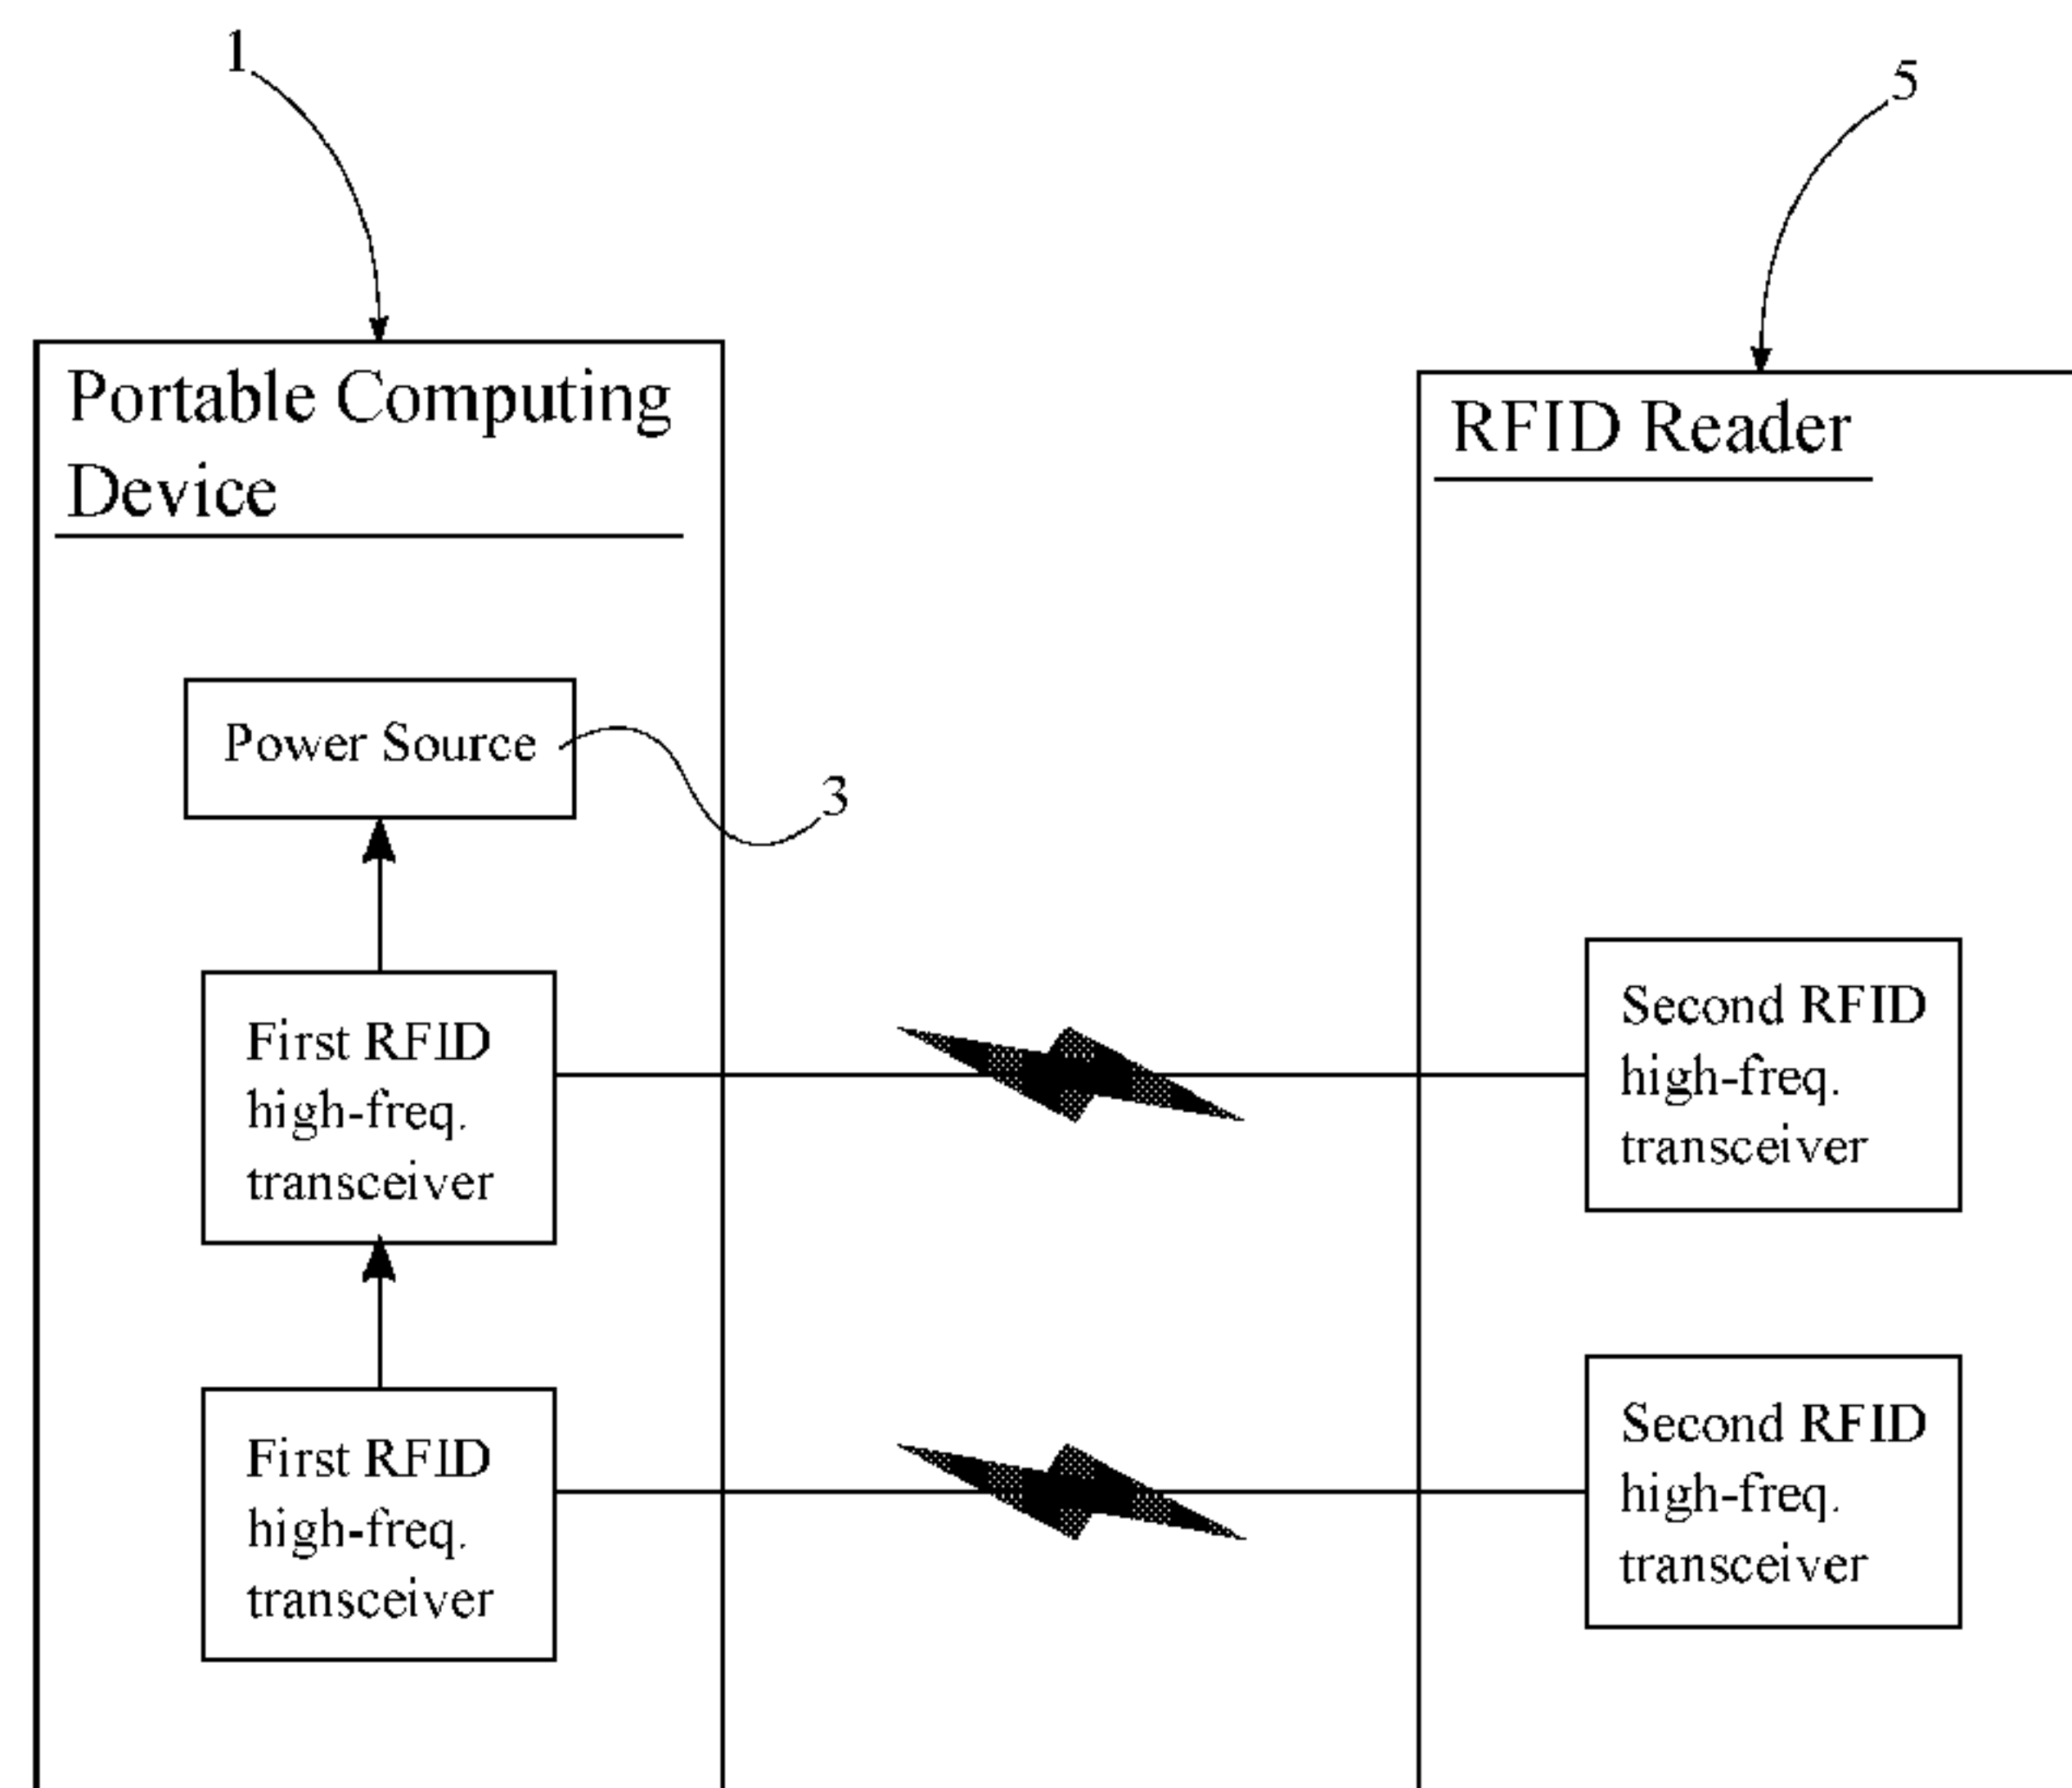 1
5
Portable Computing
Device
RFID Reader
Power Source
3
First RFID
high-freq.
transceiver
Second RFID
high-freq.
transceiver
First RFID
high-freq.
transceiver
Second RFID
high-freq.
transceiver